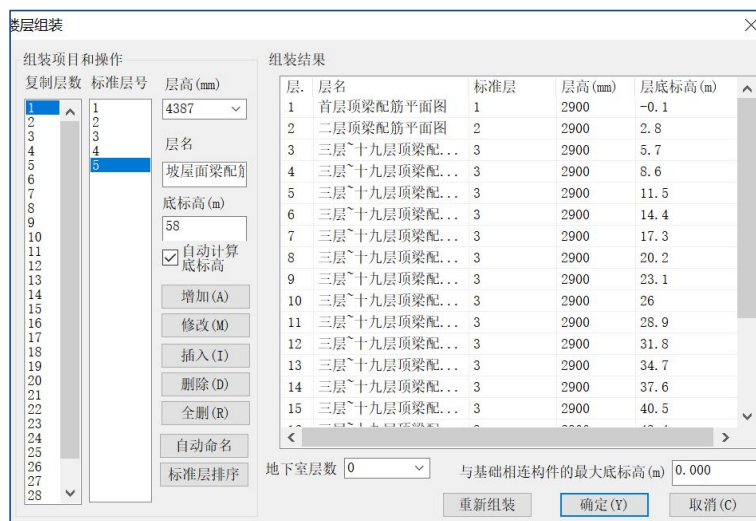 楼层组装
组装项目和操作
复制层数 标准层号 层高(mm)
1
2
3
4
5
6
7
8
9
10
11
12
13
14
15
16
17
18
19
20
21
22
23
24
25
26
27
28
1
2
3
4
5
4387
层名
坡屋面梁配筋
底标高(m)
58
自动计算
底标高
增加(A)
修改(M)
插入(I)
删除(D)
全删(R)
自动命名
标准层排序
组装结果
层. 层名 标准层 层高(mm) 层底标高(m)
1 首层顶梁配筋平面图 1 2900 -0.1
2 二层顶梁配筋平面图 2 2900 2.8
3 三层~十九层顶梁配... 3 2900 5.7
4 三层~十九层顶梁配... 3 2900 8.6
5 三层~十九层顶梁配... 3 2900 11.5
6 三层~十九层顶梁配... 3 2900 14.4
7 三层~十九层顶梁配... 3 2900 17.3
8 三层~十九层顶梁配... 3 2900 20.2
9 三层~十九层顶梁配... 3 2900 23.1
10 三层~十九层顶梁配... 3 2900 26
11 三层~十九层顶梁配... 3 2900 28.9
12 三层~十九层顶梁配... 3 2900 31.8
13 三层~十九层顶梁配... 3 2900 34.7
14 三层~十九层顶梁配... 3 2900 37.6
15 三层~十九层顶梁配... 3 2900 40.5
地下室层数 0 与基础相连构件的最大底标高(m) 0.000
重新组装 确定(Y) 取消(C)